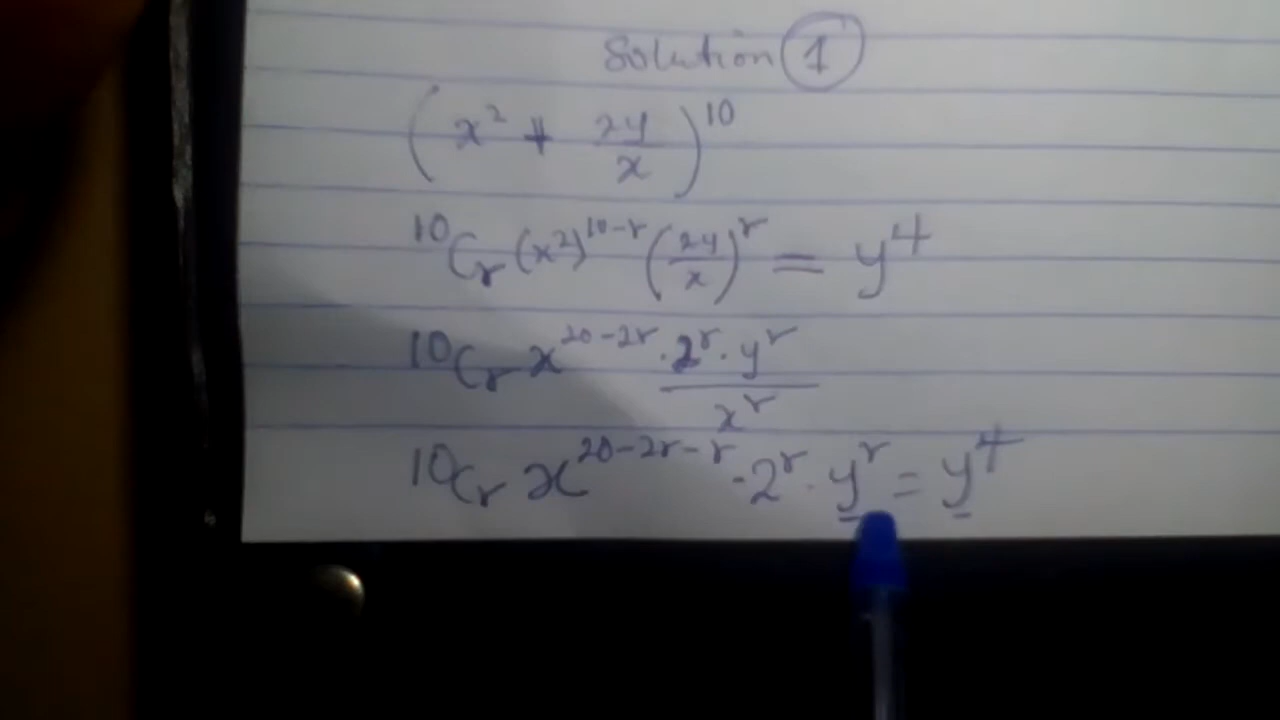 Solution 1
(x² + 2y/x)¹⁰
¹⁰Cᵣ (x²)¹⁰⁻ʳ (2y/x)ʳ = y⁴
¹⁰Cᵣ x²⁰⁻²ʳ · 2ʳ · yʳ / xʳ
¹⁰Cᵣ x²⁰⁻²ʳ⁻ʳ · 2ʳ · yʳ = y⁴